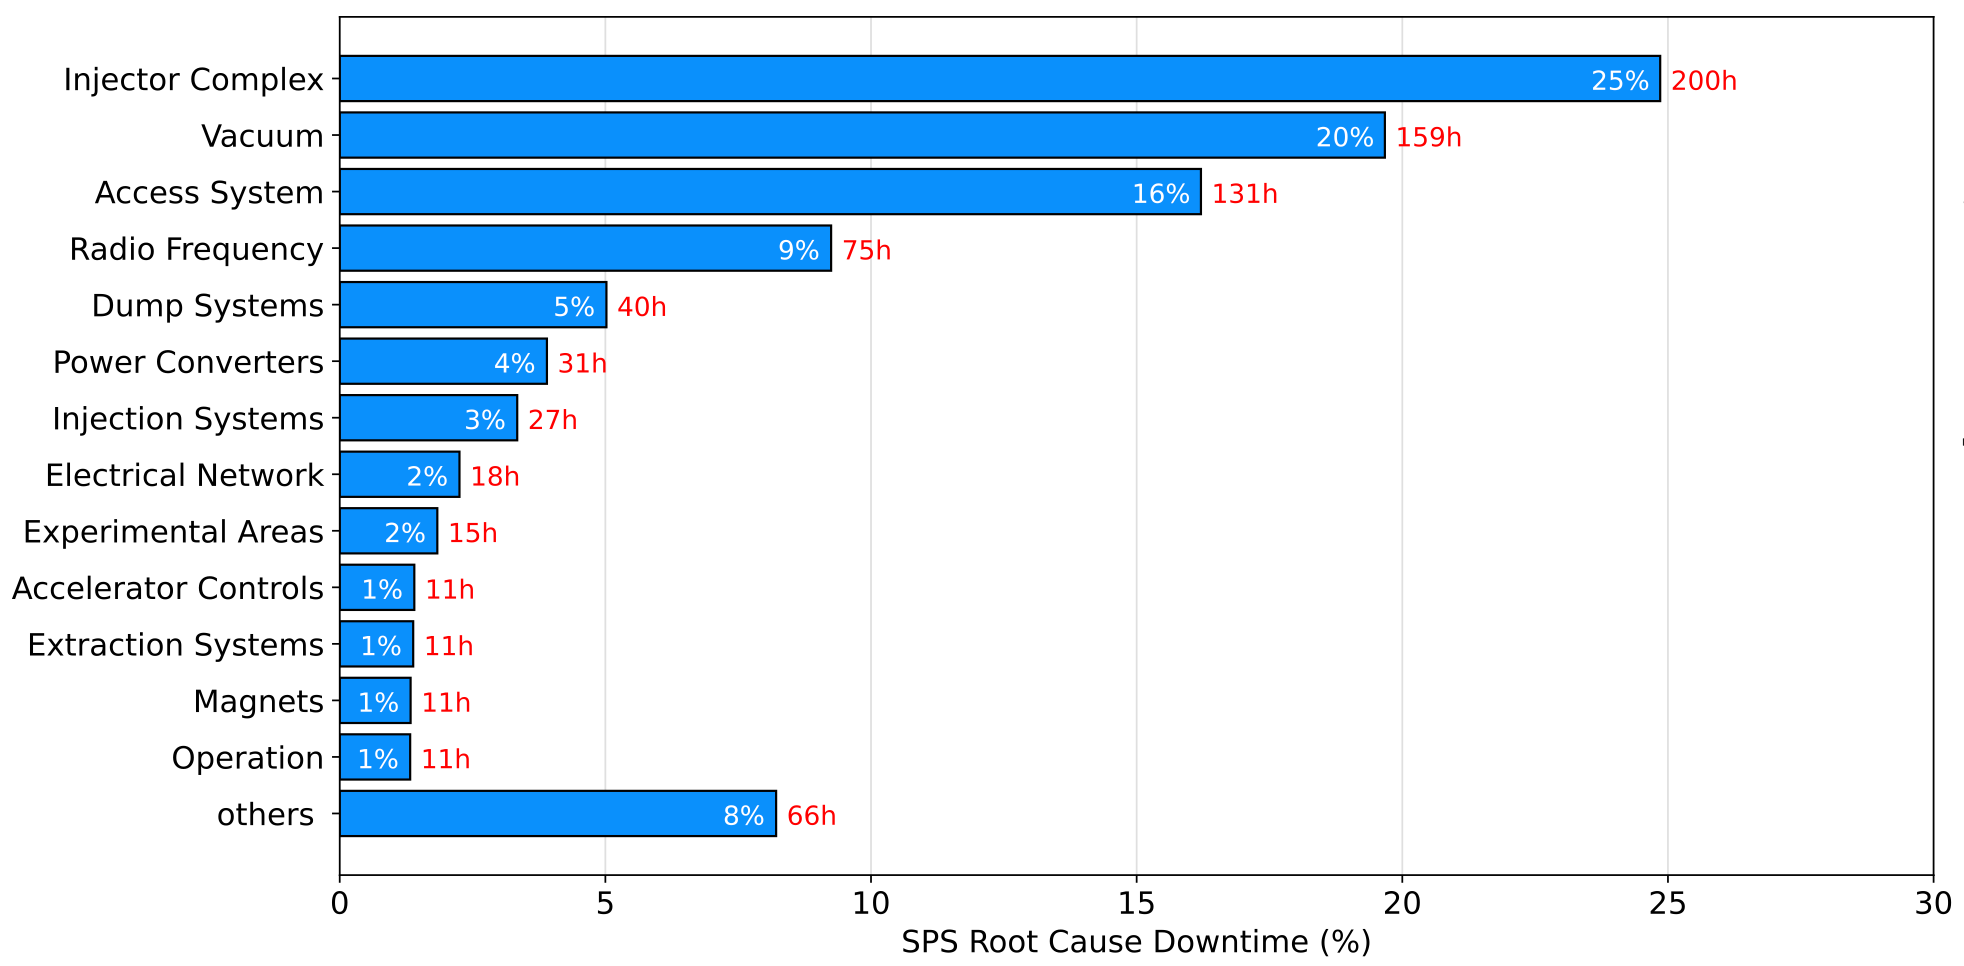 Injector Complex 25% 200h
Vacuum 20% 159h
Access System 16% 131h
Radio Frequency 9% 75h
Dump Systems 5% 40h
Power Converters 4% 31h
Injection Systems 3% 27h
Electrical Network 2% 18h
Experimental Areas 2% 15h
Accelerator Controls 1% 11h
Extraction Systems 1% 11h
Magnets 1% 11h
Operation 1% 11h
others 8% 66h
0 5 10 15 20 25 30
SPS Root Cause Downtime (%)